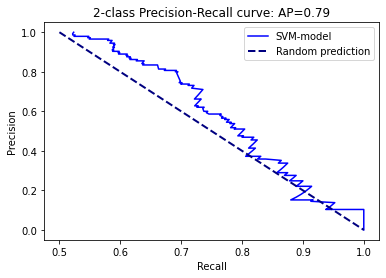 2-class Precision-Recall curve: AP=0.79
SVM-model
Random prediction
Precision
1.0
0.8
0.6
0.4
0.2
0.0
0.5 0.6 0.7 0.8 0.9 1.0
Recall